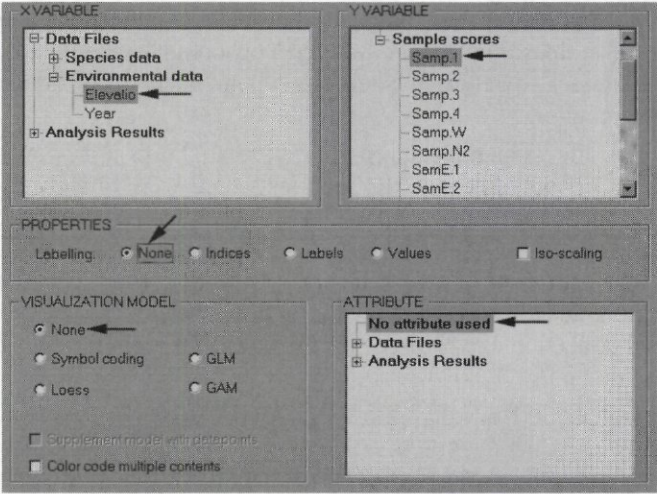 X VARIABLE
Data Files
Species data
Environmental data
Elevatio
Year
Analysis Results
Y VARIABLE
Sample scores
Samp.1
Samp.2
Samp.3
Samp.4
Samp.W
Samp.N2
SamE.1
SamE.2
PROPERTIES
Labelling: None Indices Labels Values Iso-scaling
VISUALIZATION MODEL
None
Symbol coding GLM
Loess GAM
Supplement model with datapoints
Color code multiple contents
ATTRIBUTE
No attribute used
Data Files
Analysis Results